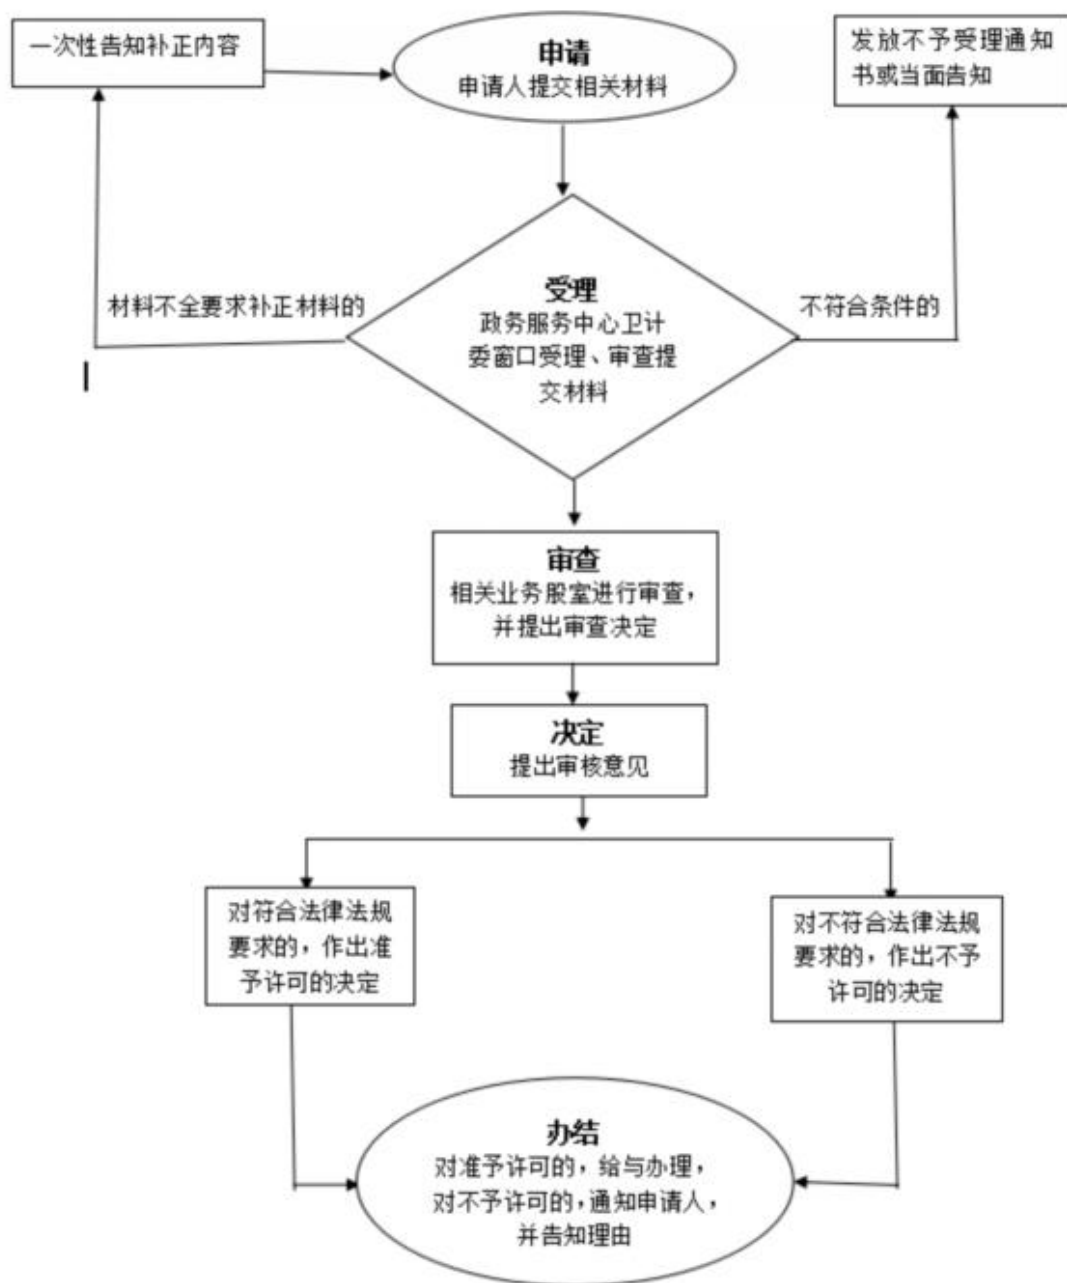 一次性告知补正内容
申请
申请人提交相关材料
发放不予受理通知
书或当面告知
材料不全要求补正材料的
受理
政务服务中心卫计
委窗口受理、审查提
交材料
不符合条件的
审查
相关业务股室进行审查，
并提出审查决定
决定
提出审核意见
对符合法律法规
要求的，作出准
予许可的决定
对不符合法律法规
要求的，作出不予
许可的决定
办结
对准予许可的，给与办理，
对不予许可的，通知申请人，
并告知理由